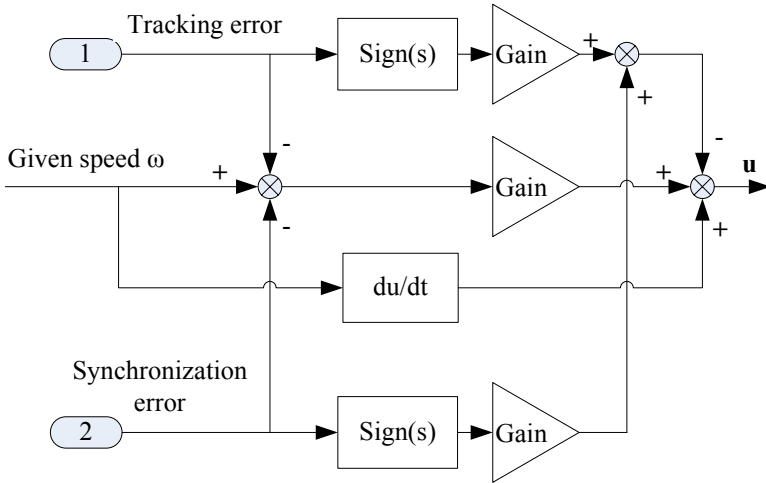 Tracking error
1
Sign(s)
Gain
+
+
-
-
Given speed ω
+
Gain
+
u
-
+
du/dt
Synchronization
error
2
Sign(s)
Gain